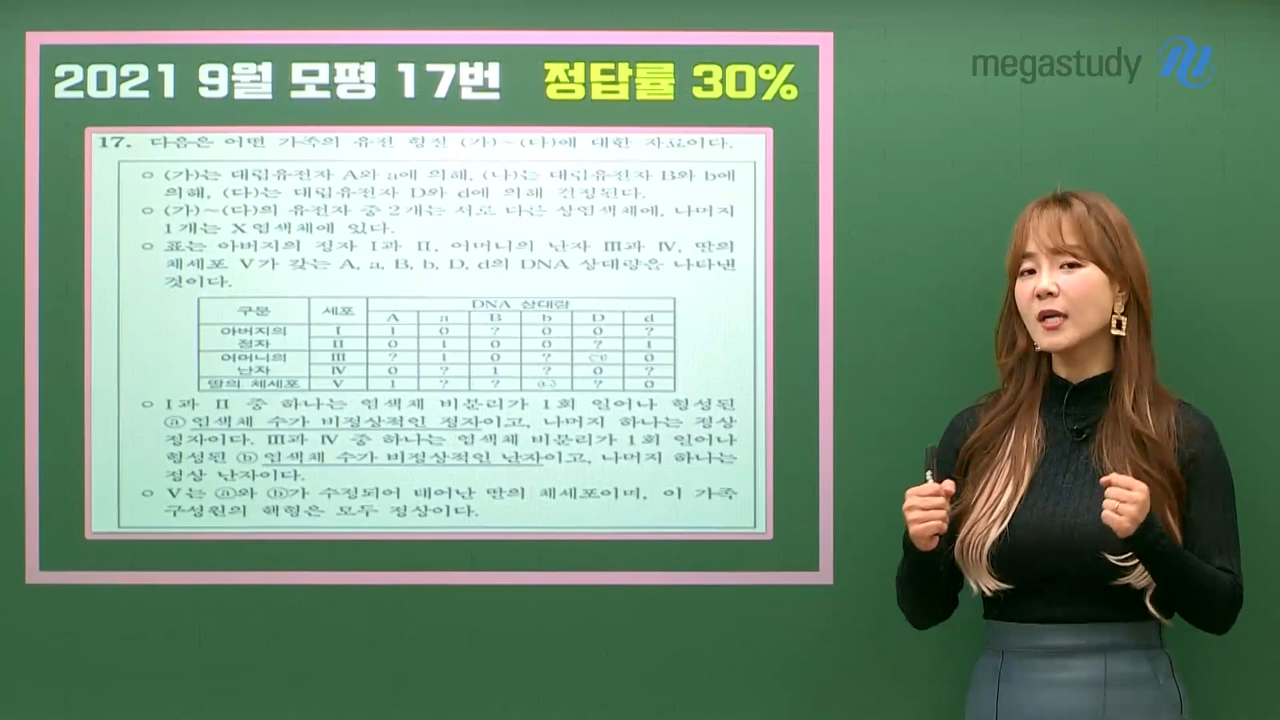 megastudy
2021 9월 모평 17번 정답률 30%
17. 다음은 어떤 가족의 유전 형질 (가)~(나)에 대한 자료이다.
○ (가)는 대립유전자 A와 a에 의해, (나)는 대립유전자 B와 b에
의해, (다)는 대립유전자 D와 d에 의해 결정된다.
○ (가)~(다)의 유전자 중 2개는 서로 다른 상염색체에, 나머지
1개는 X 염색체에 있다.
○ 표는 아버지의 정자 Ⅰ과 Ⅱ, 어머니의 난자 Ⅲ과 Ⅳ, 딸의
체세포 Ⅴ가 갖는 A, a, B, b, D, d의 DNA 상대량을 나타낸
것이다.
구분 세포 DNA 상대량
A a B b D d
아버지의 Ⅰ 1 0 ? 0 0 ?
정자 Ⅱ 0 1 0 0 ? 1
어머니의 Ⅲ ? 1 0 ? 0
난자 Ⅳ 0 ? 1 ? 0 ?
딸의 체세포 Ⅴ 1 ? ? ? 0
○ Ⅰ과 Ⅱ 중 하나는 염색체 비분리가 1회 일어나 형성된
ⓐ 염색체 수가 비정상적인 정자이고, 나머지 하나는 정상
정자이다. Ⅲ과 Ⅳ 중 하나는 염색체 비분리가 1회 일어나
형성된 ⓑ 염색체 수가 비정상적인 난자이고, 나머지 하나는
정상 난자이다.
○ Ⅴ는 ⓐ와 ⓑ가 수정되어 태어난 딸의 체세포이며, 이 가족
구성원의 핵형은 모두 정상이다.